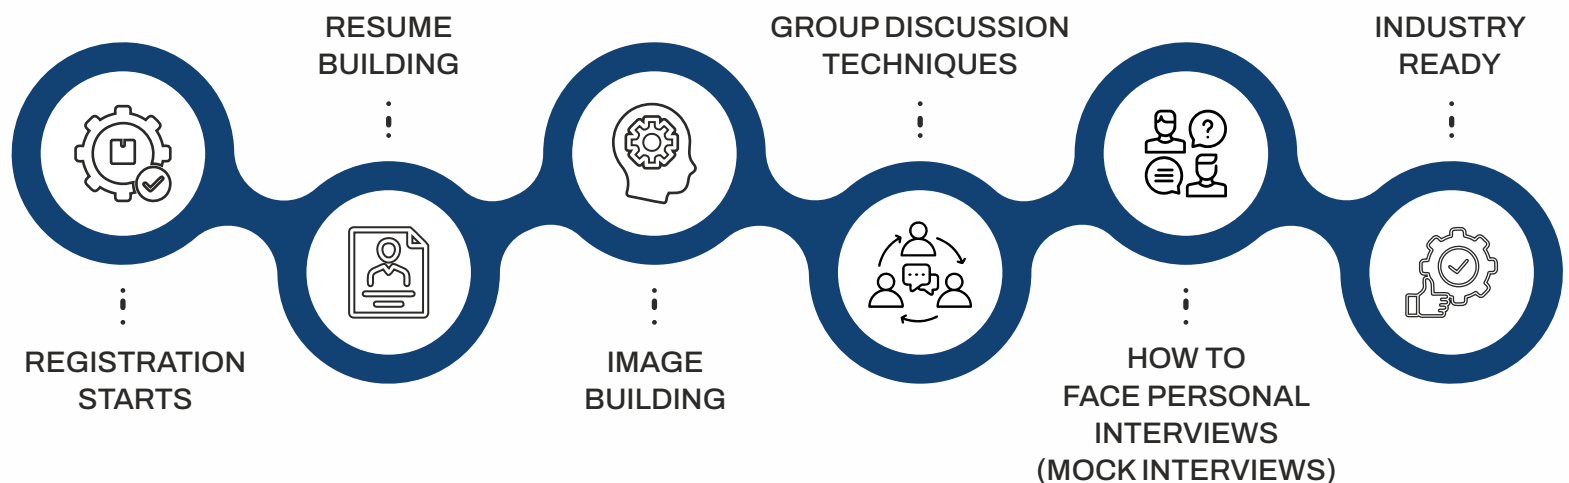 REGISTRATION
STARTS
RESUME
BUILDING
IMAGE
BUILDING
GROUP DISCUSSION
TECHNIQUES
HOW TO
FACE PERSONAL
INTERVIEWS
(MOCK INTERVIEWS)
INDUSTRY
READY
?